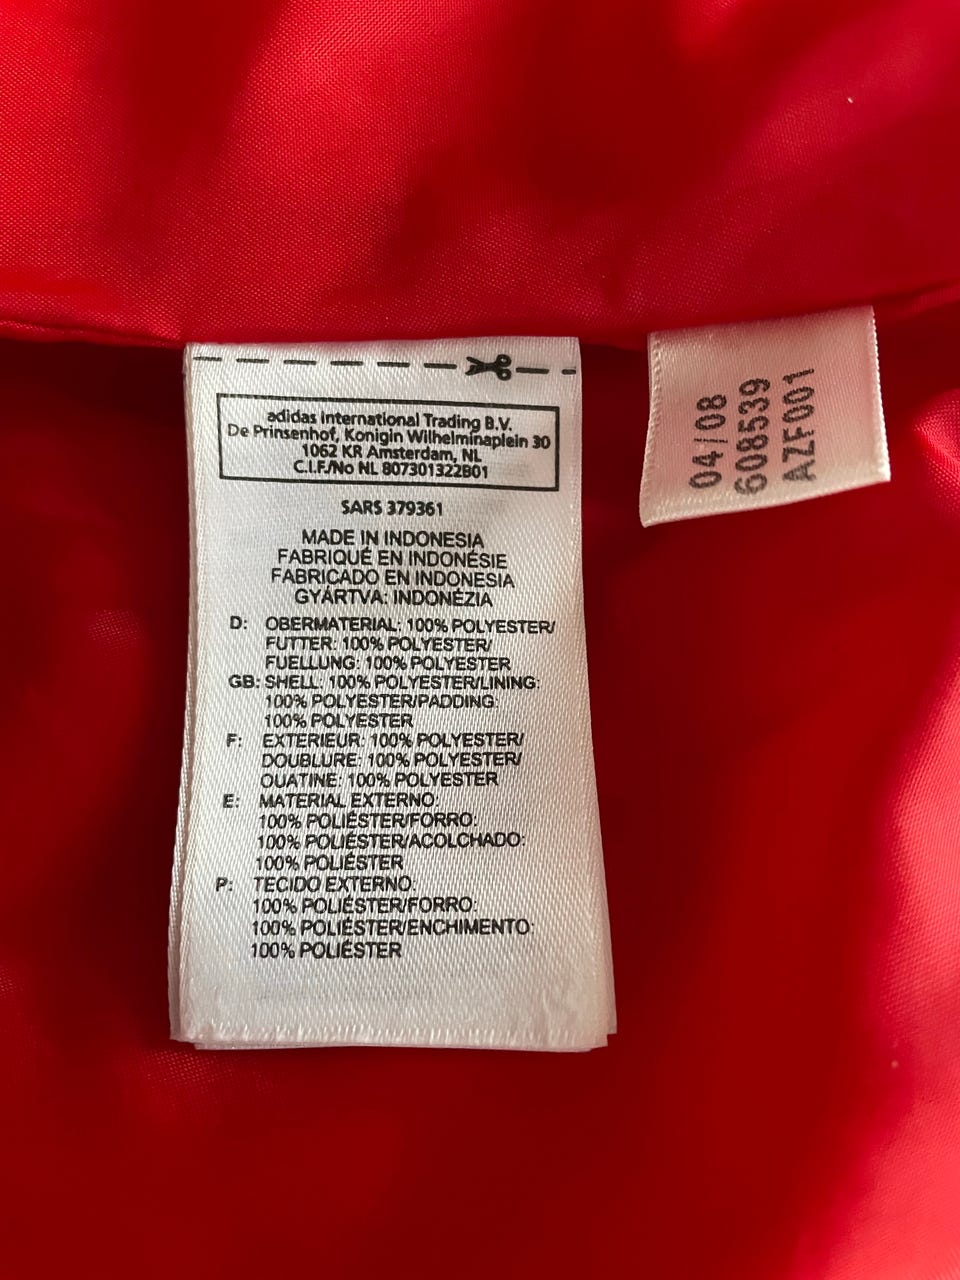 adidas International Trading B.V.
De Prinsenhof, Konigin Wilhelminaplein 30
1062 KR Amsterdam, NL
C.I.F./No NL 807301322B01
SARS 379361
MADE IN INDONESIA
FABRIQUÉ EN INDONÉSIE
FABRICADO EN INDONESIA
GYÁRTVA: INDONÉZIA
D: OBERMATERIAL: 100% POLYESTER/
FUTTER: 100% POLYESTER/
FUELLUNG: 100% POLYESTER
GB: SHELL: 100% POLYESTER/LINING:
100% POLYESTER/PADDING:
100% POLYESTER
F: EXTERIEUR: 100% POLYESTER/
DOUBLURE: 100% POLYESTER/
OUATINE: 100% POLYESTER
E: MATERIAL EXTERNO:
100% POLIÉSTER/FORRO:
100% POLIÉSTER/ACOLCHADO:
100% POLIÉSTER
P: TECIDO EXTERNO:
100% POLIÉSTER/FORRO:
100% POLIÉSTER/ENCHIMENTO:
100% POLIÉSTER
04/08
608539
AZF001